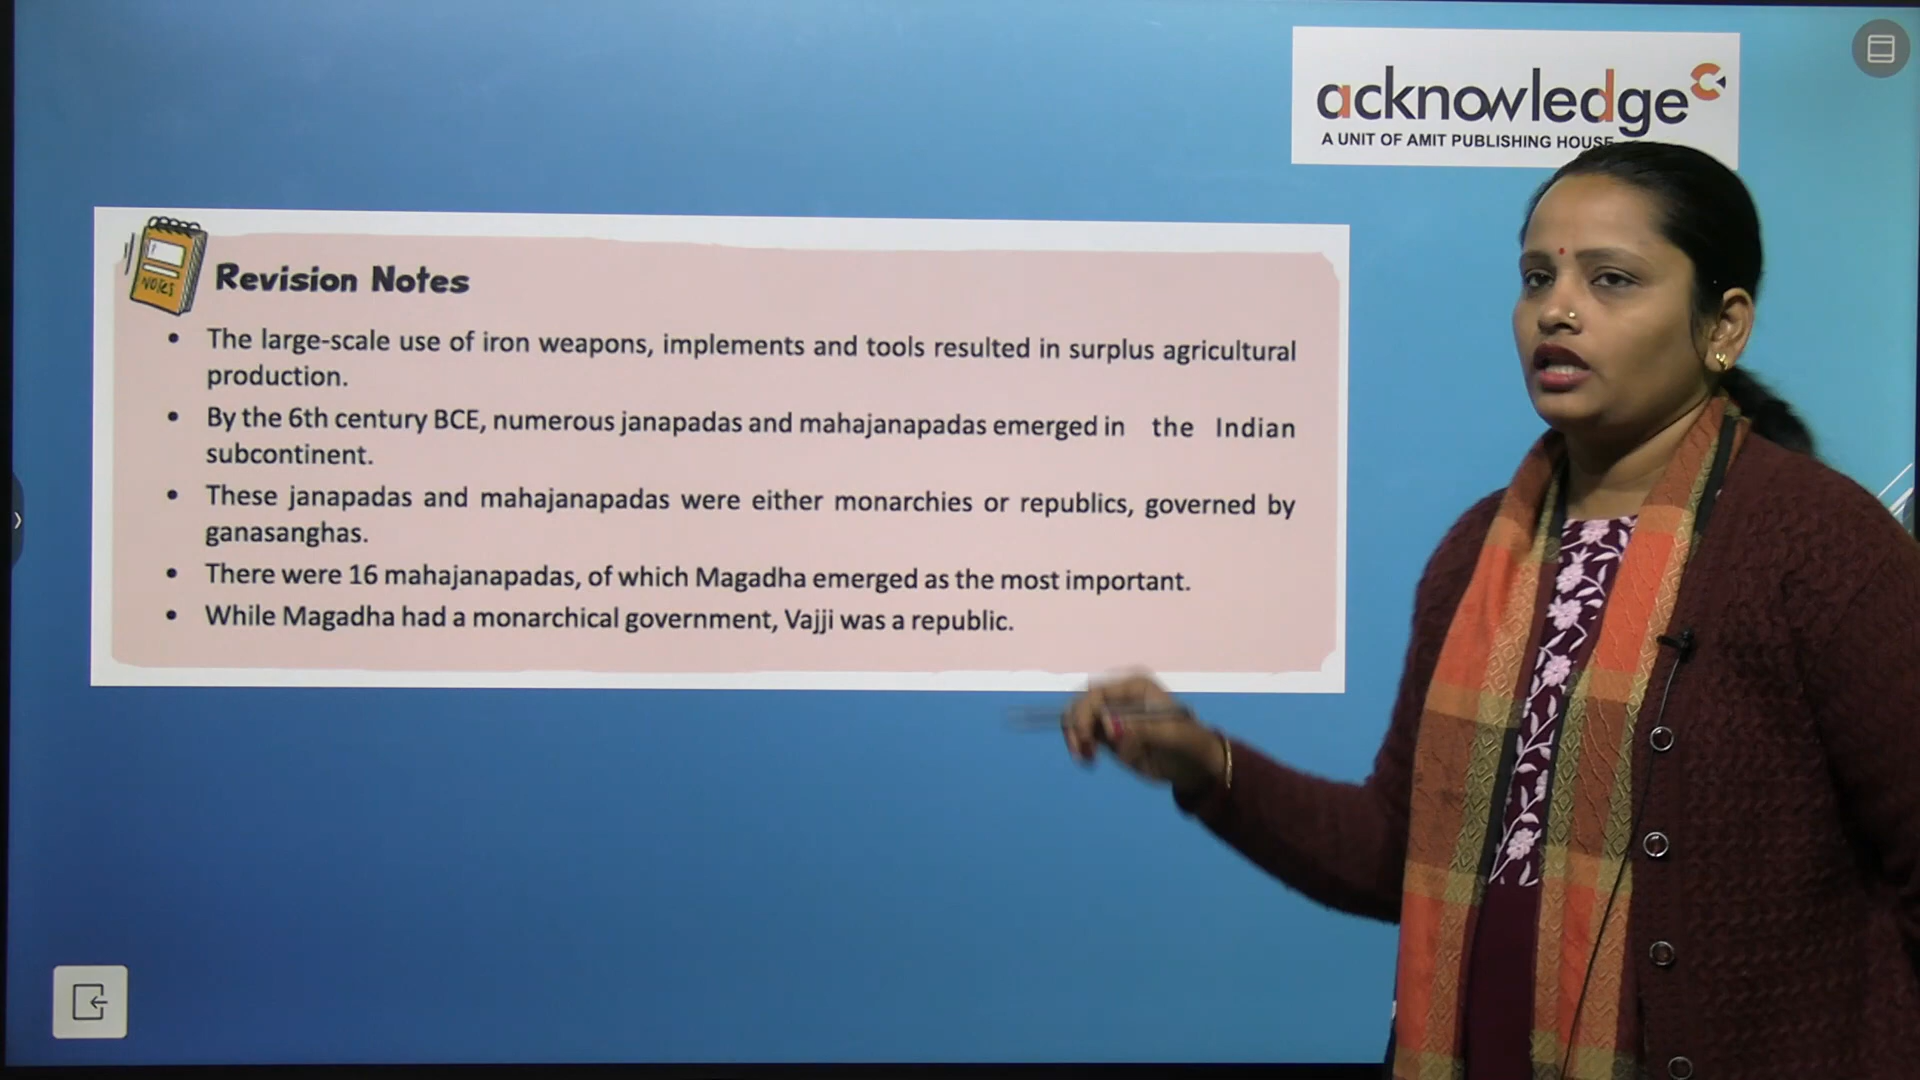 acknowledge
A UNIT OF AMIT PUBLISHING HOUSE
NOTES
Revision Notes
• The large-scale use of iron weapons, implements and tools resulted in surplus agricultural
production.
• By the 6th century BCE, numerous janapadas and mahajanapadas emerged in the Indian
subcontinent.
• These janapadas and mahajanapadas were either monarchies or republics, governed by
ganasanghas.
• There were 16 mahajanapadas, of which Magadha emerged as the most important.
• While Magadha had a monarchical government, Vajji was a republic.